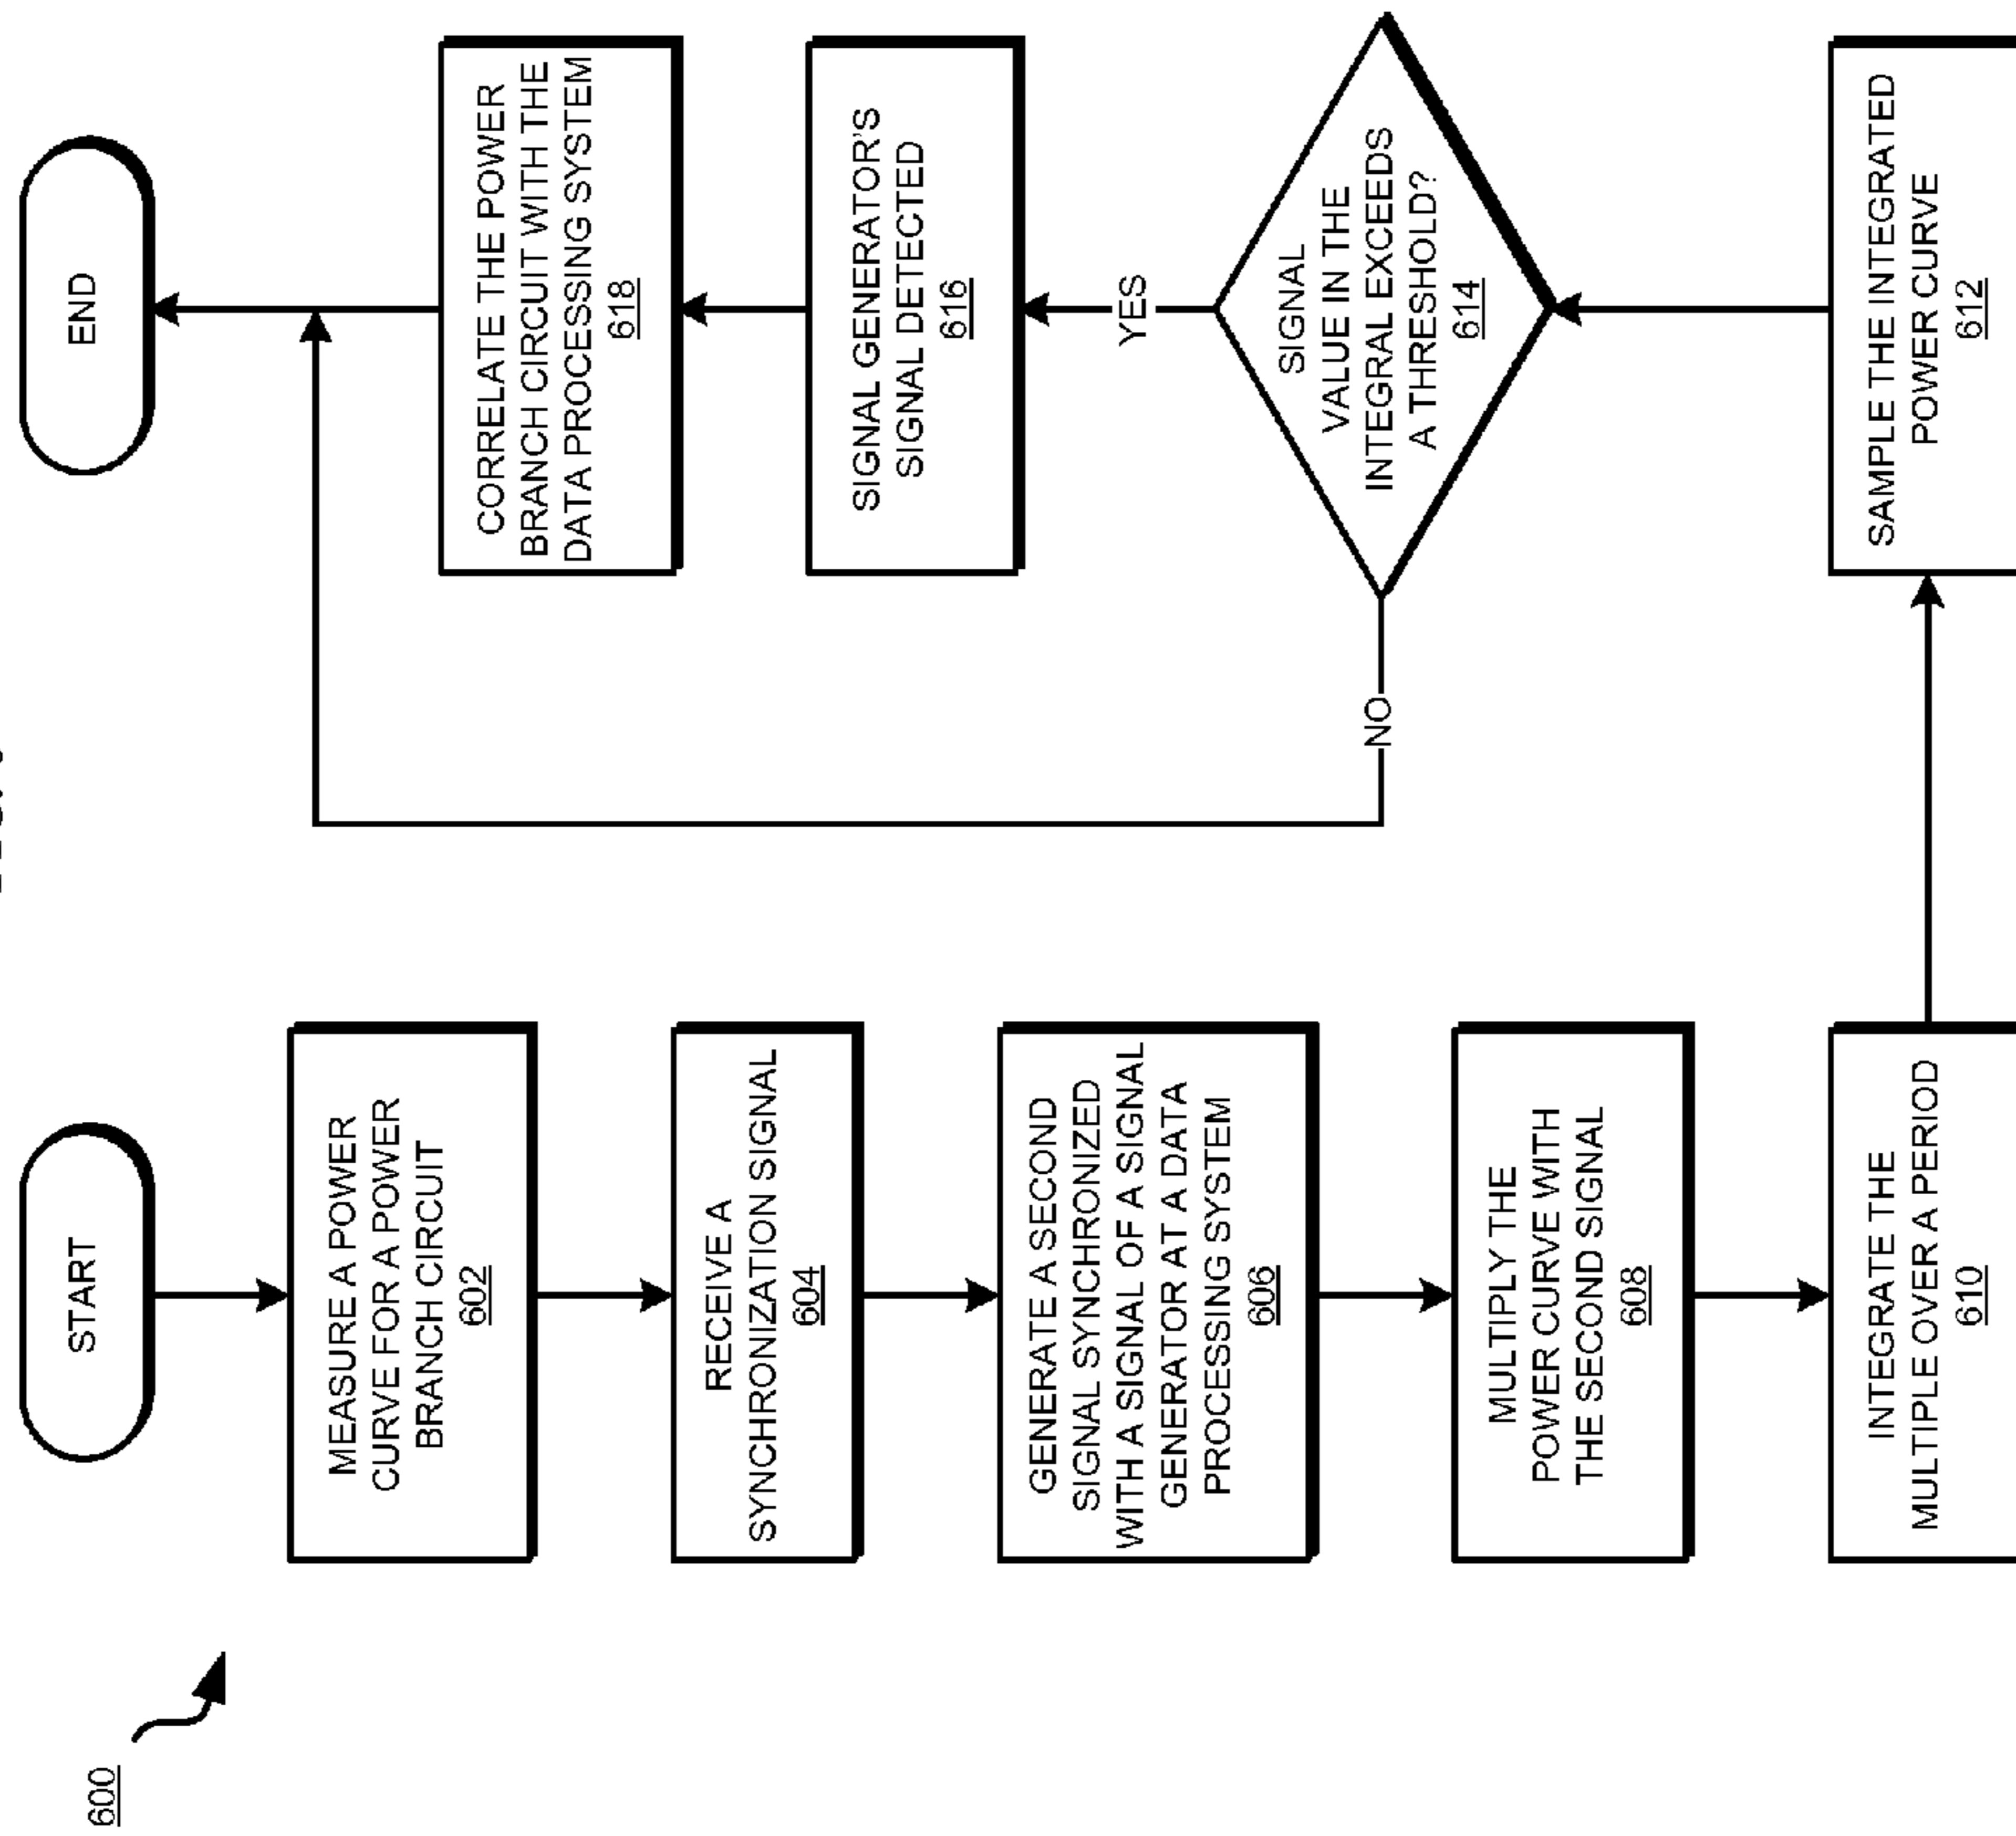 600
START
MEASURE A POWER
CURVE FOR A POWER
BRANCH CIRCUIT
602
RECEIVE A
SYNCHRONIZATION SIGNAL
604
GENERATE A SECOND
SIGNAL SYNCHRONIZED
WITH A SIGNAL OF A SIGNAL
GENERATOR AT A DATA
PROCESSING SYSTEM
606
MULTIPLY THE
POWER CURVE WITH
THE SECOND SIGNAL
608
INTEGRATE THE
MULTIPLE OVER A PERIOD
610
SAMPLE THE INTEGRATED
POWER CURVE
612
SIGNAL
VALUE IN THE
INTEGRAL EXCEEDS
A THRESHOLD?
614
NO
YES
SIGNAL GENERATOR'S
SIGNAL DETECTED
616
CORRELATE THE POWER
BRANCH CIRCUIT WITH THE
DATA PROCESSING SYSTEM
618
END